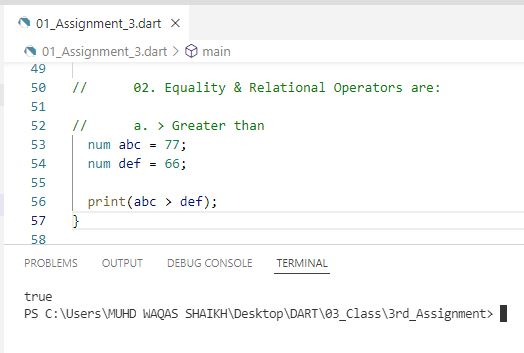 01_Assignment_3.dart ×
01_Assignment_3.dart > main
49
50 // 02. Equality & Relational Operators are:
51
52 // a. > Greater than
53 num abc = 77;
54 num def = 66;
55
56 print(abc > def);
57 }
58
PROBLEMS OUTPUT DEBUG CONSOLE TERMINAL
true
PS C:\Users\MUHD WAQAS SHAIKH\Desktop\DART\03_Class\3rd_Assignment>